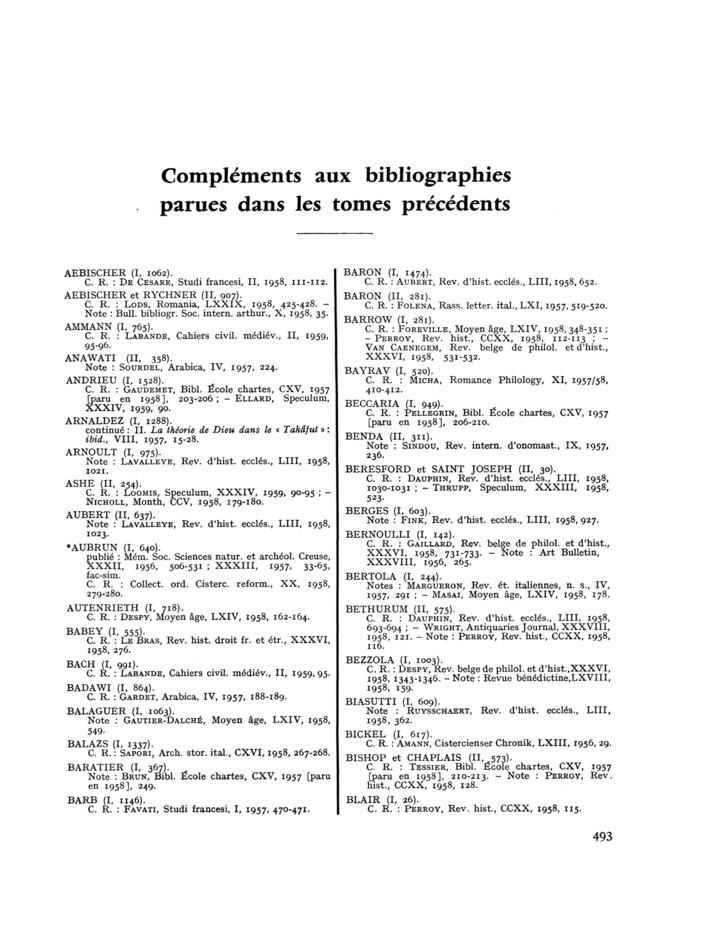 Compléments aux bibliographies
parues dans les tomes précédents
AEBISCHER (I, 1062).
C. R. : De Cesare, Studi francesi, II, 1958, 111-112.
AEBISCHER et RYCHNER (II, 907).
C. R. : Lods, Romania, LXXIX, 1958, 425-428. –
Note : Bull. bibliogr. Soc. intern. arthur., X, 1958, 35.
AMMANN (I, 765).
C. R. : Labande, Cahiers civil. médiév., II, 1959,
95-96.
ANAWATI (II, 358).
Note : Sourdel, Arabica, IV, 1957, 224.
ANDRIEU (I, 1528).
C. R. : Gaudemet, Bibl. École chartes, CXV, 1957
[paru en 1958], 203-206 ; – Ellard, Speculum,
XXXIV, 1959, 90.
ARNALDEZ (I, 1288).
continué : II. La théorie de Dieu dans le « Tahâfut » :
ibid., VIII, 1957, 15-28.
ARNOULT (I, 975).
Note : Lavalleye, Rev. d'hist. ecclés., LIII, 1958,
1021.
ASHE (II, 254).
C. R. : Loomis, Speculum, XXXIV, 1959, 90-95 ; –
Nicholl, Month, CCV, 1958, 179-180.
AUBERT (II, 637).
Note : Lavalleye, Rev. d'hist. ecclés., LIII, 1958,
1023.
*AUBRUN (I, 640).
publié : Mém. Soc. Sciences natur. et archéol. Creuse,
XXXII, 1956, 506-531 ; XXXIII, 1957, 33-65,
fac-sim.
C. R. : Collect. ord. Cisterc. reform., XX, 1958,
279-280.
AUTENRIETH (I, 718).
C. R. : Despy, Moyen âge, LXIV, 1958, 162-164.
BABEY (I, 555).
C. R. : Le Bras, Rev. hist. droit fr. et étr., XXXVI,
1958, 276.
BACH (I, 991).
C. R. : Labande, Cahiers civil. médiév., II, 1959, 95.
BADAWI (I, 864).
C. R. : Gardet, Arabica, IV, 1957, 188-189.
BALAGUER (I, 1063).
Note : Gautier-Dalché, Moyen âge, LXIV, 1958,
549.
BALAZS (I, 1337).
C. R. : Sapori, Arch. stor. ital., CXVI, 1958, 267-268.
BARATIER (I, 367).
Note : Brun, Bibl. École chartes, CXV, 1957 [paru
en 1958], 249.
BARB (I, 1146).
C. R. : Favati, Studi francesi, I, 1957, 470-471.
BARON (I, 1474).
C. R. : Aubert, Rev. d'hist. ecclés., LIII, 1958, 652.
BARON (II, 281).
C. R. : Folena, Rass. letter. ital., LXI, 1957, 519-520.
BARROW (I, 281).
C. R. : Foreville, Moyen âge, LXIV, 1958, 348-351 ;
– Perroy, Rev. hist., CCXX, 1958, 112-113 ; –
Van Caenegem, Rev. belge de philol. et d'hist.,
XXXVI, 1958, 531-532.
BAYRAV (I, 520).
C. R. : Micha, Romance Philology, XI, 1957/58,
410-412.
BECCARIA (I, 949).
C. R. : Pellegrin, Bibl. École chartes, CXV, 1957
[paru en 1958], 206-210.
BENDA (II, 311).
Note : Sindou, Rev. intern. d'onomast., IX, 1957,
236.
BERESFORD et SAINT JOSEPH (II, 30).
C. R. : Dauphin, Rev. d'hist. ecclés., LIII, 1958,
1030-1031 ; – Thrupp, Speculum, XXXIII, 1958,
523.
BERGES (I, 603).
Note : Fink, Rev. d'hist. ecclés., LIII, 1958, 927.
BERNOULLI (I, 142).
C. R. : Gaillard, Rev. belge de philol. et d'hist.,
XXXVI, 1958, 731-733. – Note : Art Bulletin,
XXXVIII, 1956, 265.
BERTOLA (I, 244).
Notes : Margueron, Rev. ét. italiennes, n. s., IV,
1957, 291 ; – Masai, Moyen âge, LXIV, 1958, 178.
BETHURUM (II, 575).
C. R. : Dauphin, Rev. d'hist. ecclés., LIII, 1958,
693-694 ; – Wright, Antiquaries Journal, XXXVIII,
1958, 121. – Note : Perroy, Rev. hist., CCXX, 1958,
116.
BEZZOLA (I, 1003).
C. R. : Despy, Rev. belge de philol. et d'hist.,XXXVI,
1958, 1343-1346. – Note : Revue bénédictine,LXVIII,
1958, 159.
BIASUTTI (I, 609).
Note : Ruysschaert, Rev. d'hist. ecclés., LIII,
1958, 362.
BICKEL (I, 617).
C. R. : Amann, Cistercienser Chronik, LXIII, 1956, 29.
BISHOP et CHAPLAIS (II, 573).
C. R. : Tessier, Bibl. École chartes, CXV, 1957
[paru en 1958], 210-213. – Note : Perroy, Rev.
hist., CCXX, 1958, 128.
BLAIR (I, 26).
C. R. : Perroy, Rev. hist., CCXX, 1958, 115.
493